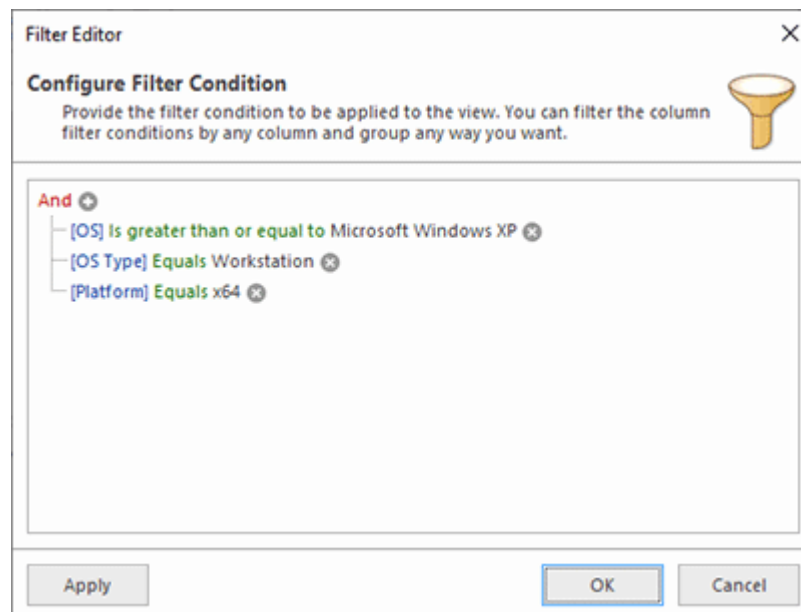 Filter Editor
Configure Filter Condition
Provide the filter condition to be applied to the view. You can filter the column
filter conditions by any column and group any way you want.
And
[OS] Is greater than or equal to Microsoft Windows XP
[OS Type] Equals Workstation
[Platform] Equals x64
Apply OK Cancel